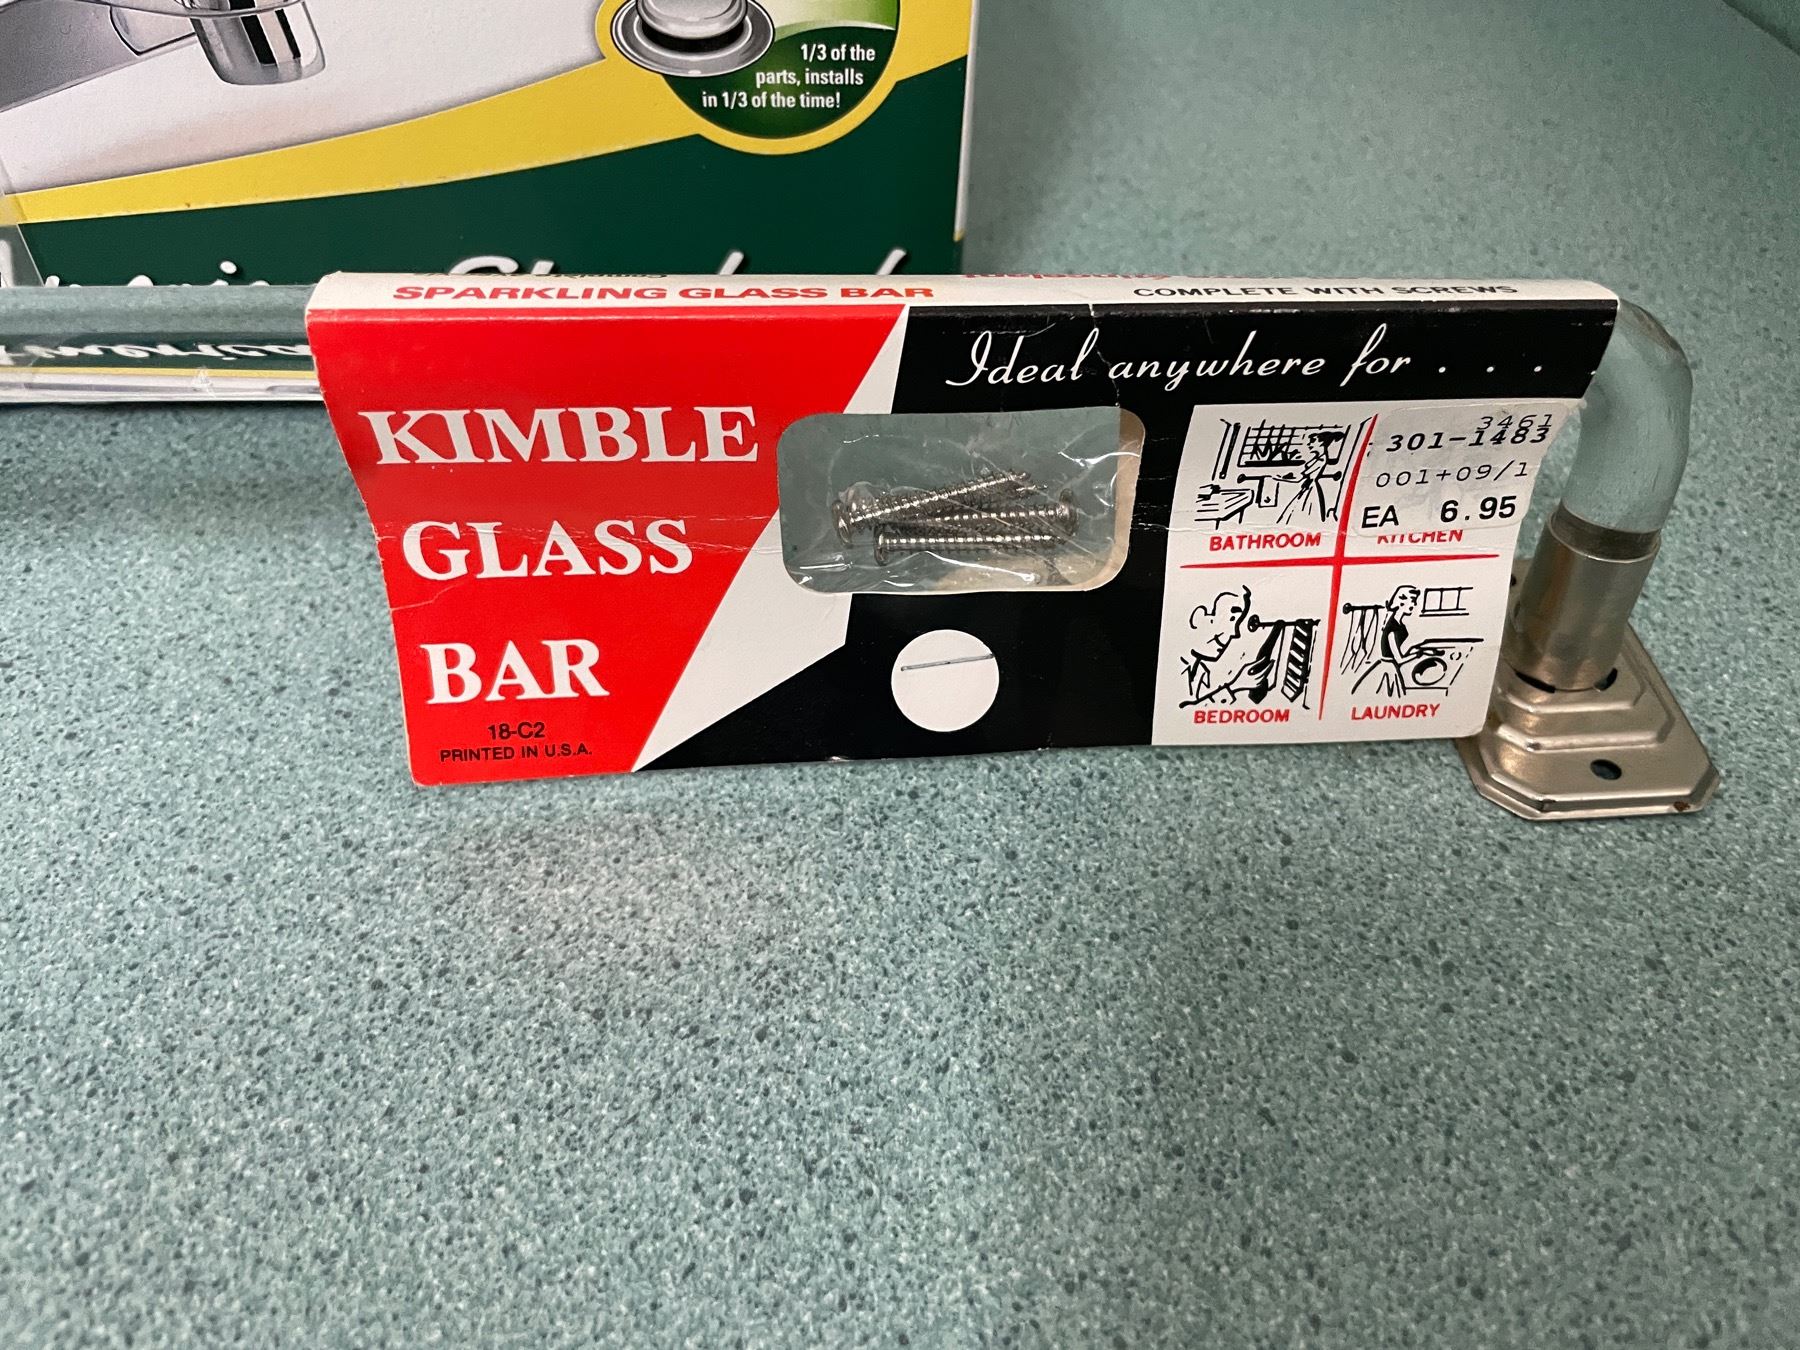 1/3 of the
parts, installs
in 1/3 of the time!
SPARKLING GLASS BAR
COMPLETE WITH SCREWS
KIMBLE
GLASS
BAR
18-C2
PRINTED IN U.S.A.
Ideal anywhere for . . . .
3461
301-1483
001+09/1
EA 6.95
BATHROOM
KITCHEN
BEDROOM
LAUNDRY